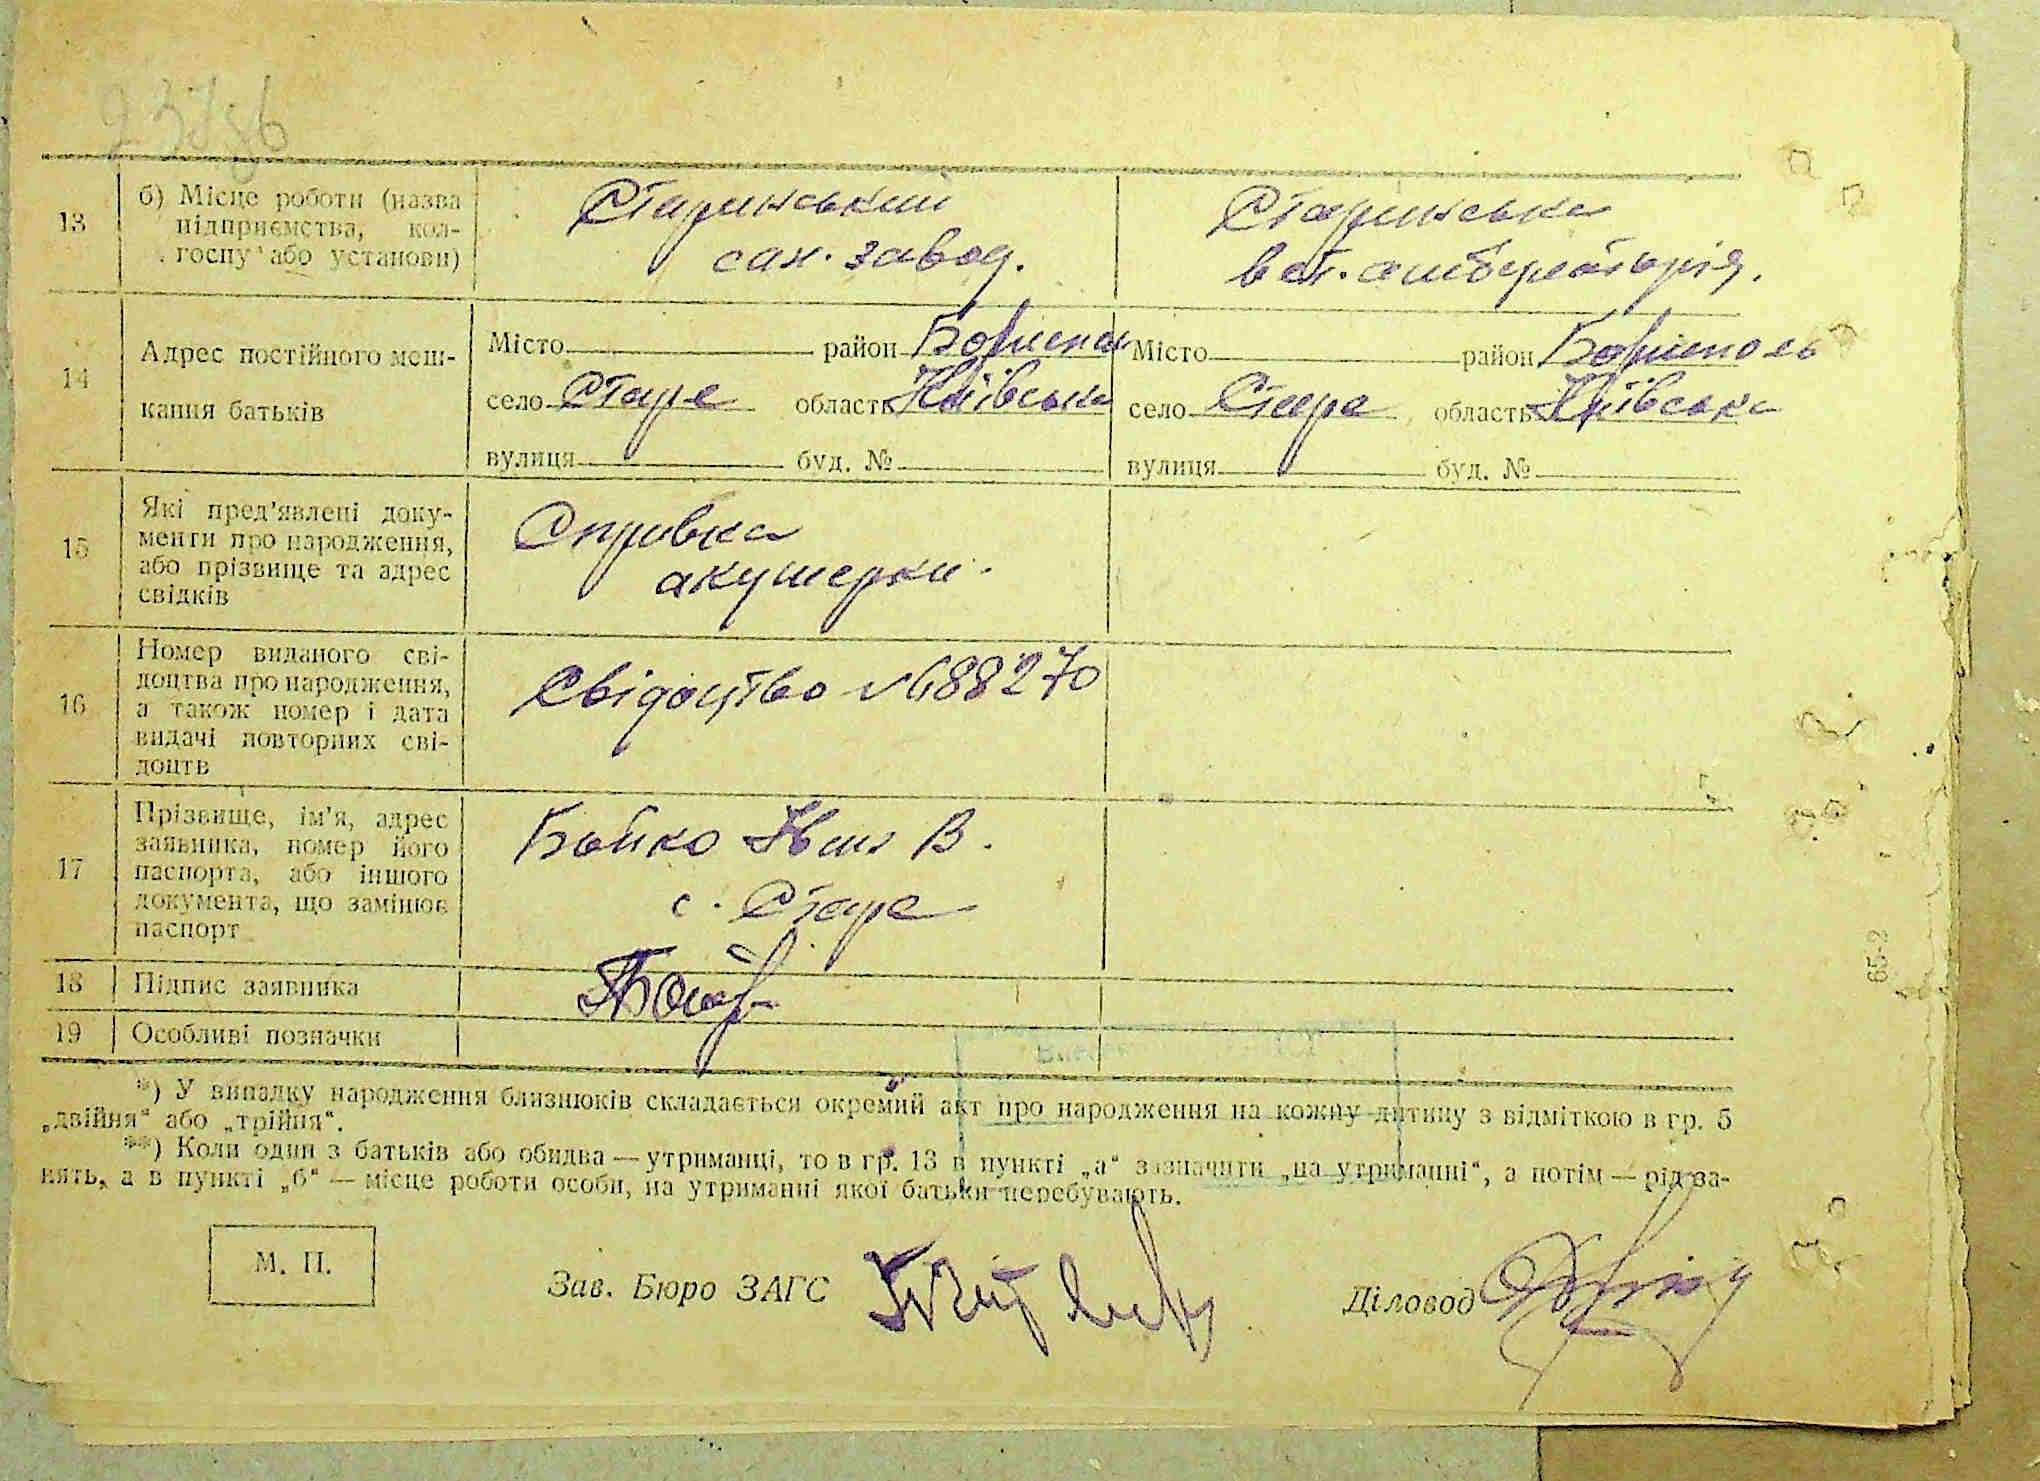 13 б) Місце роботи (назва підприємства, кол-госпу або установи) Старинський сан. завод. Старинська вет. амбулаторія.
14 Адрес постійного меш-кання батьків
Місто район Бориспол Місто район Бориспояь
село Старе область Київська село Старе область Київська
вулиця буд. № вулиця буд. №
15 Які пред'явлені доку-менти про народження, або прізвище та адрес свідків Справка акушерки.
16 Номер виданого сві-доцтва про народження, а також номер і дата видачі повторних сві-доцтв Свідоцтво №688270
17 Прізвище, ім'я, адрес заявника, номер його паспорта, або іншого документа, що замінює паспорт Бойко Іван В. с. Старе
18 Підпис заявника
19 Особливі позначки
*) У випадку народження близнюків складається окремий акт про народження на кожну дитину з відміткою в гр. 5
„двійня“ або „трійня“.
**) Коли один з батьків або обидва — утриманці, то в гр. 13 в пункті „а“ зазначити „на утриманні“, а потім — рід за-
нять, а в пункті „б“ — місце роботи особи, на утриманні якої батьки перебувають.
М. П.
Зав. Бюро ЗАГС
Діловод
65-2